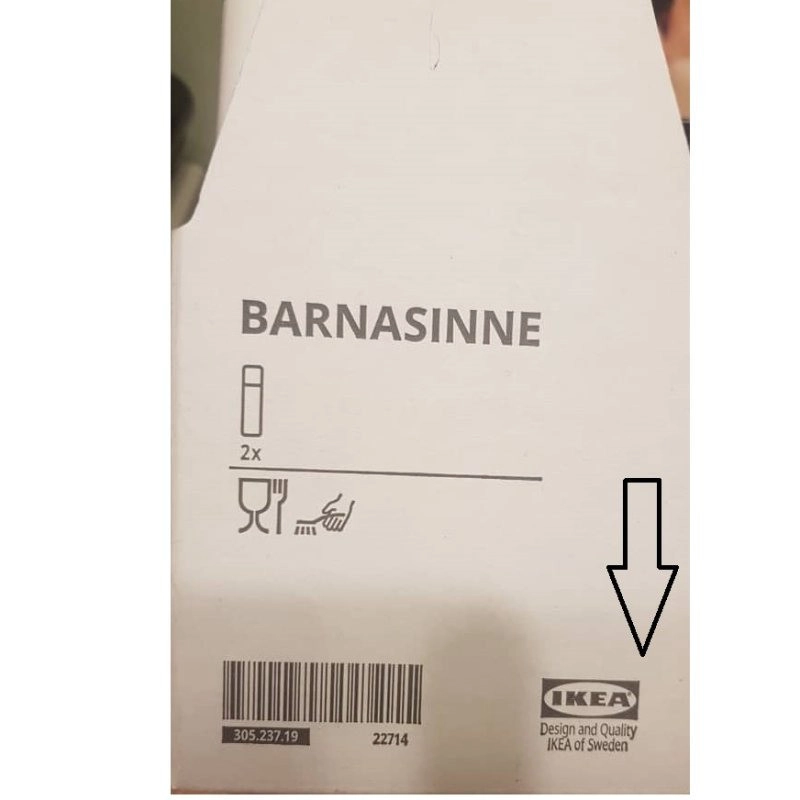 BARNASINNE
2x
305.237.19
22714
IKEA®
Design and Quality
IKEA of Sweden